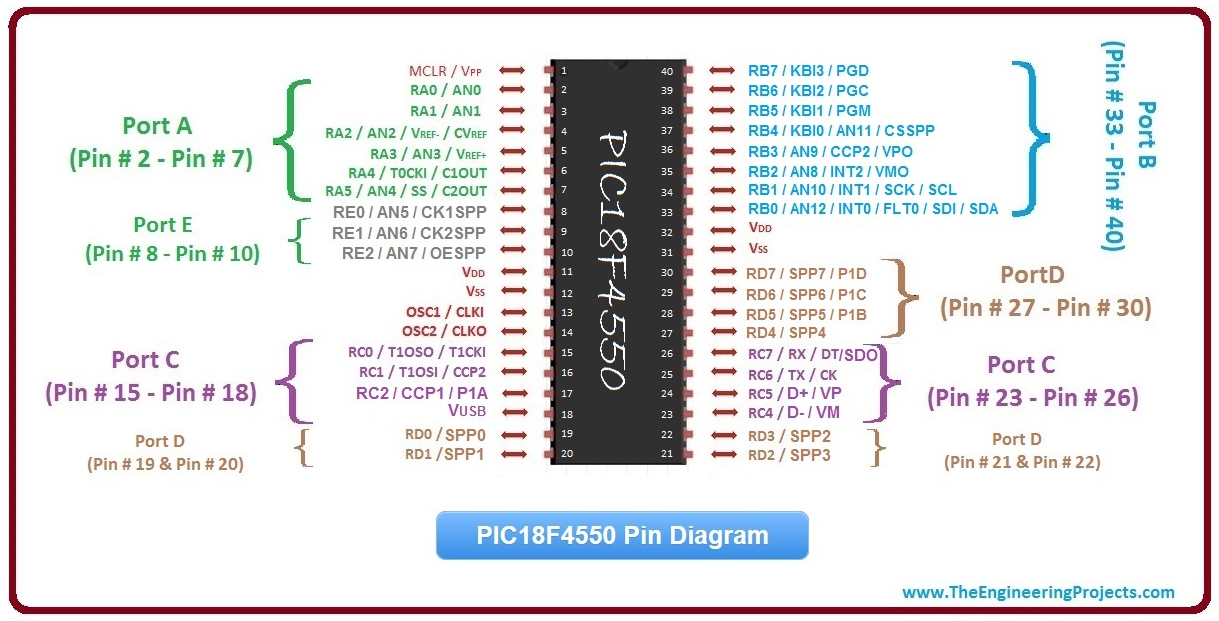 MCLR / VPP
RA0 / AN0
RA1 / AN1
RA2 / AN2 / VREF- / CVREF
RA3 / AN3 / VREF+
RA4 / T0CKI / C1OUT
RA5 / AN4 / SS / C2OUT
RE0 / AN5 / CK1SPP
RE1 / AN6 / CK2SPP
RE2 / AN7 / OESPP
VDD
VSS
OSC1 / CLKI
OSC2 / CLKO
RC0 / T1OSO / T1CKI
RC1 / T1OSI / CCP2
RC2 / CCP1 / P1A
VUSB
RD0 / SPP0
RD1 / SPP1
Port A
(Pin # 2 - Pin # 7)
Port E
(Pin # 8 - Pin # 10)
Port C
(Pin # 15 - Pin # 18)
Port D
(Pin # 19 & Pin # 20)
1 40
2 39
3 38
4 37
5 36
6 35
7 34
8 33
9 32
10 31
11 30
12 29
13 28
14 27
15 26
16 25
17 24
18 23
19 22
20 21
PIC18F4550
RB7 / KBI3 / PGD
RB6 / KBI2 / PGC
RB5 / KBI1 / PGM
RB4 / KBI0 / AN11 / CSSPP
RB3 / AN9 / CCP2 / VPO
RB2 / AN8 / INT2 / VMO
RB1 / AN10 / INT1 / SCK / SCL
RB0 / AN12 / INT0 / FLT0 / SDI / SDA
VDD
VSS
RD7 / SPP7 / P1D
RD6 / SPP6 / P1C
RD5 / SPP5 / P1B
RD4 / SPP4
RC7 / RX / DT/SDO
RC6 / TX / CK
RC5 / D+ / VP
RC4 / D- / VM
RD3 / SPP2
RD2 / SPP3
Port B
(Pin # 33 - Pin # 40)
PortD
(Pin # 27 - Pin # 30)
Port C
(Pin # 23 - Pin # 26)
Port D
(Pin # 21 & Pin # 22)
PIC18F4550 Pin Diagram
www.TheEngineeringProjects.com